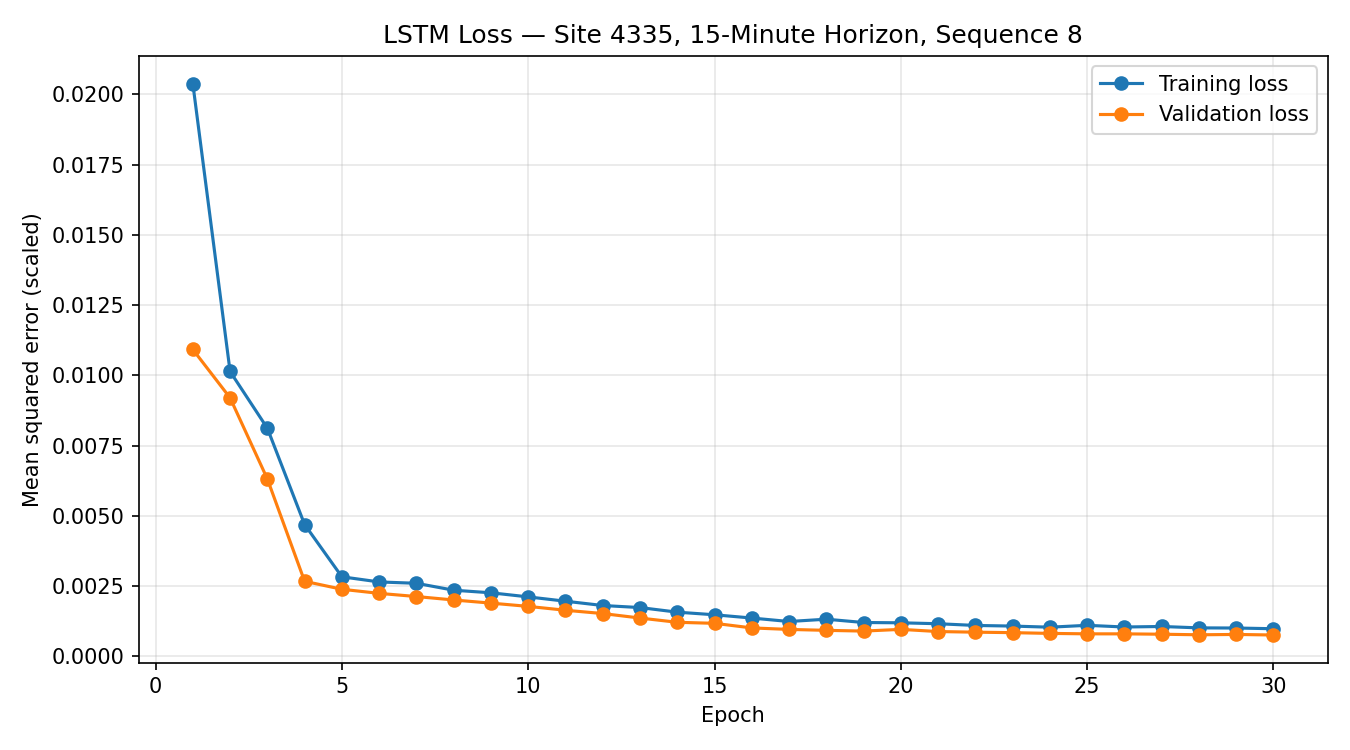 LSTM Loss — Site 4335, 15-Minute Horizon, Sequence 8
Training loss
Validation loss
Mean squared error (scaled)
0.0200
0.0175
0.0150
0.0125
0.0100
0.0075
0.0050
0.0025
0.0000
0 5 10 15 20 25 30
Epoch